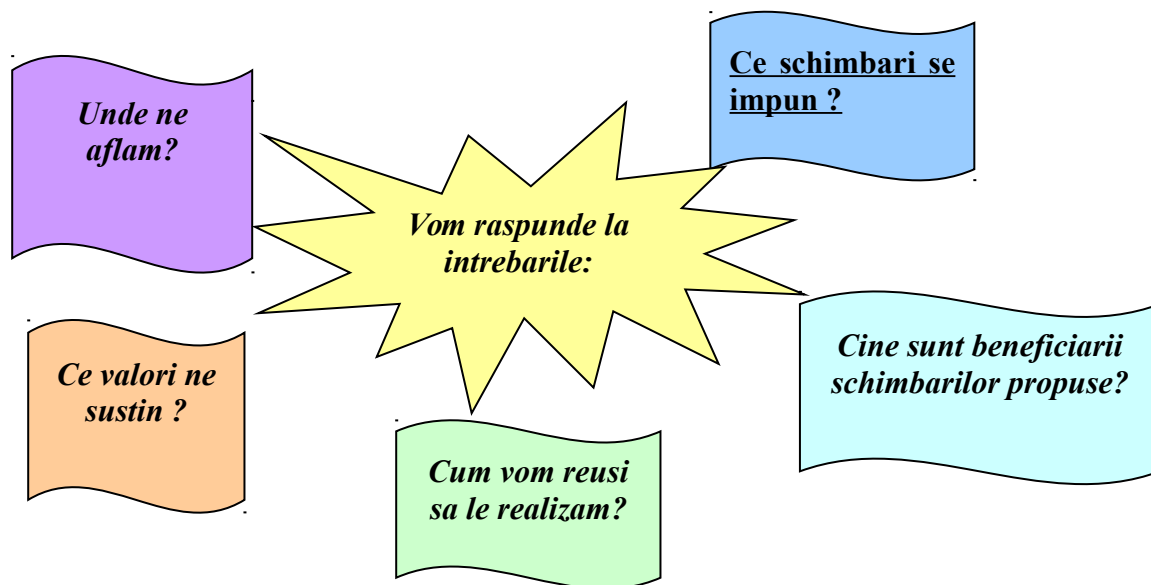 Ce schimbari se
impun ?
Unde ne
aflam?
Vom raspunde la
intrebarile:
Cine sunt beneficiarii
schimbarilor propuse?
Ce valori ne
sustin ?
Cum vom reusi
sa le realizam?